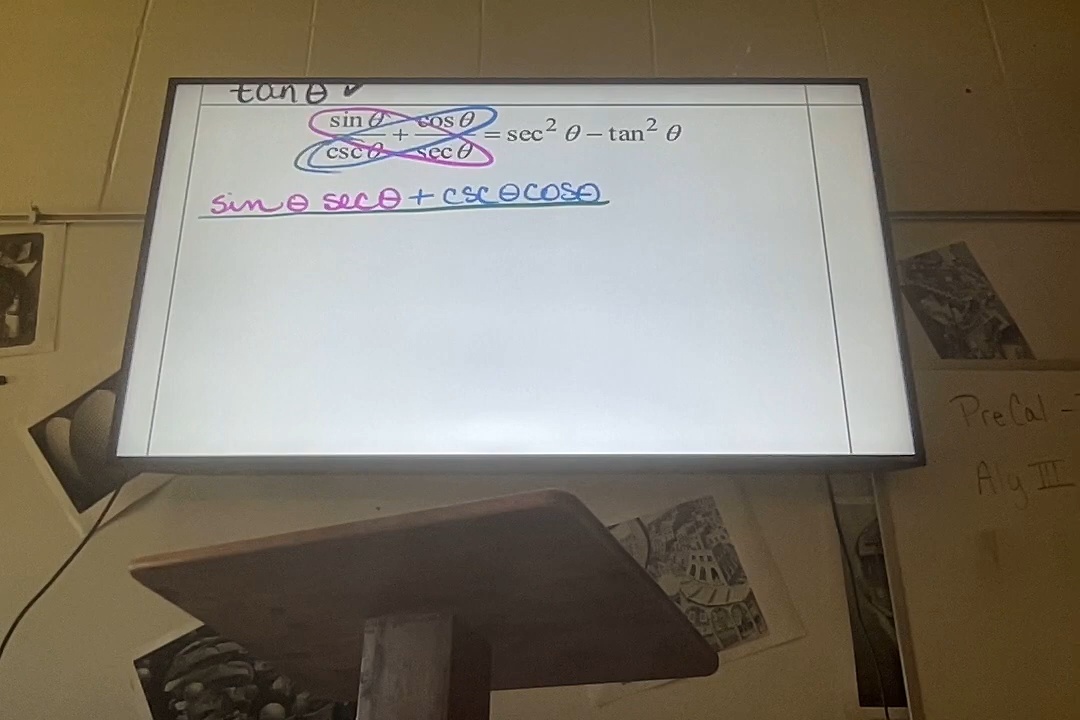 tan θ ✓
sin θ / csc θ + cos θ / sec θ = sec² θ – tan² θ
sin θ sec θ + csc θ cos θ
PreCal -
Alg III